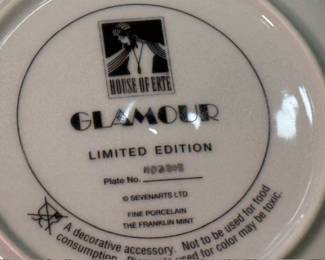 HOUSE OF ERTE
GLAMOUR
LIMITED EDITION
Plate No.
© SEVENARTS LTD
FINE PORCELAIN
THE FRANKLIN MINT
A decorative accessory. Not to be used for food
consumption. used for color may be toxic.